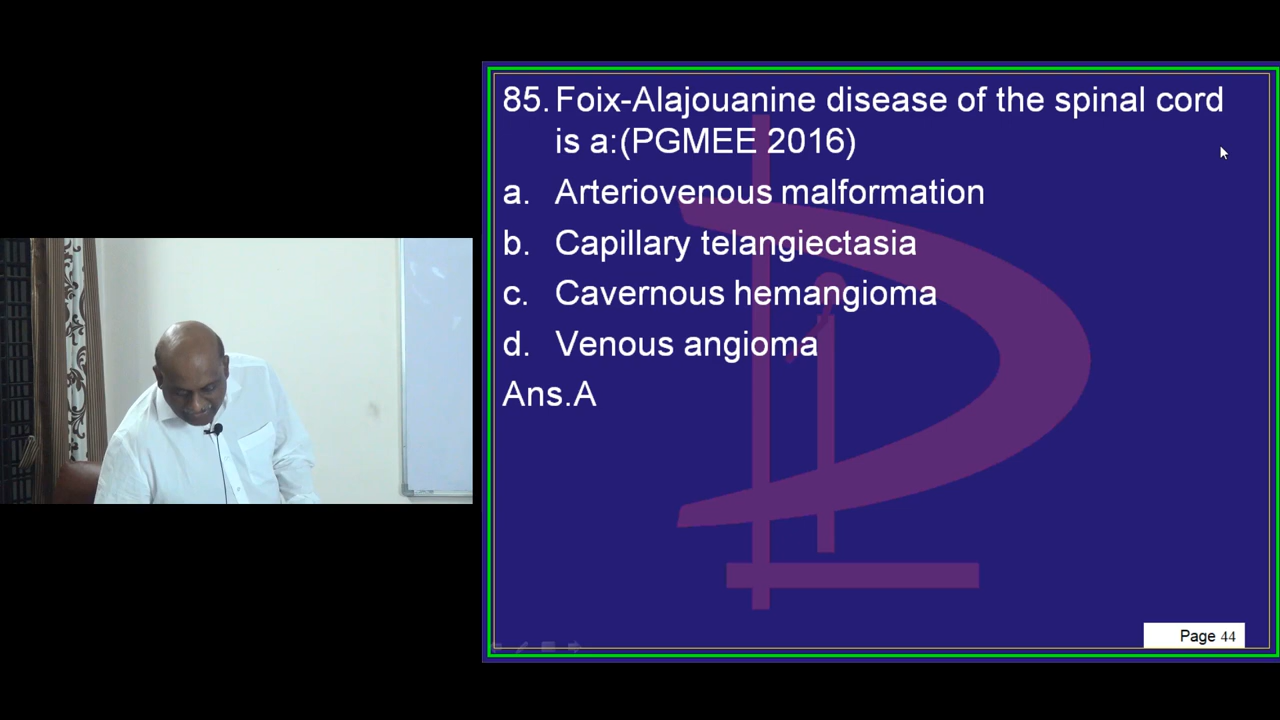 85. Foix-Alajouanine disease of the spinal cord
is a:(PGMEE 2016)
a. Arteriovenous malformation
b. Capillary telangiectasia
c. Cavernous hemangioma
d. Venous angioma
Ans.A
Page 44